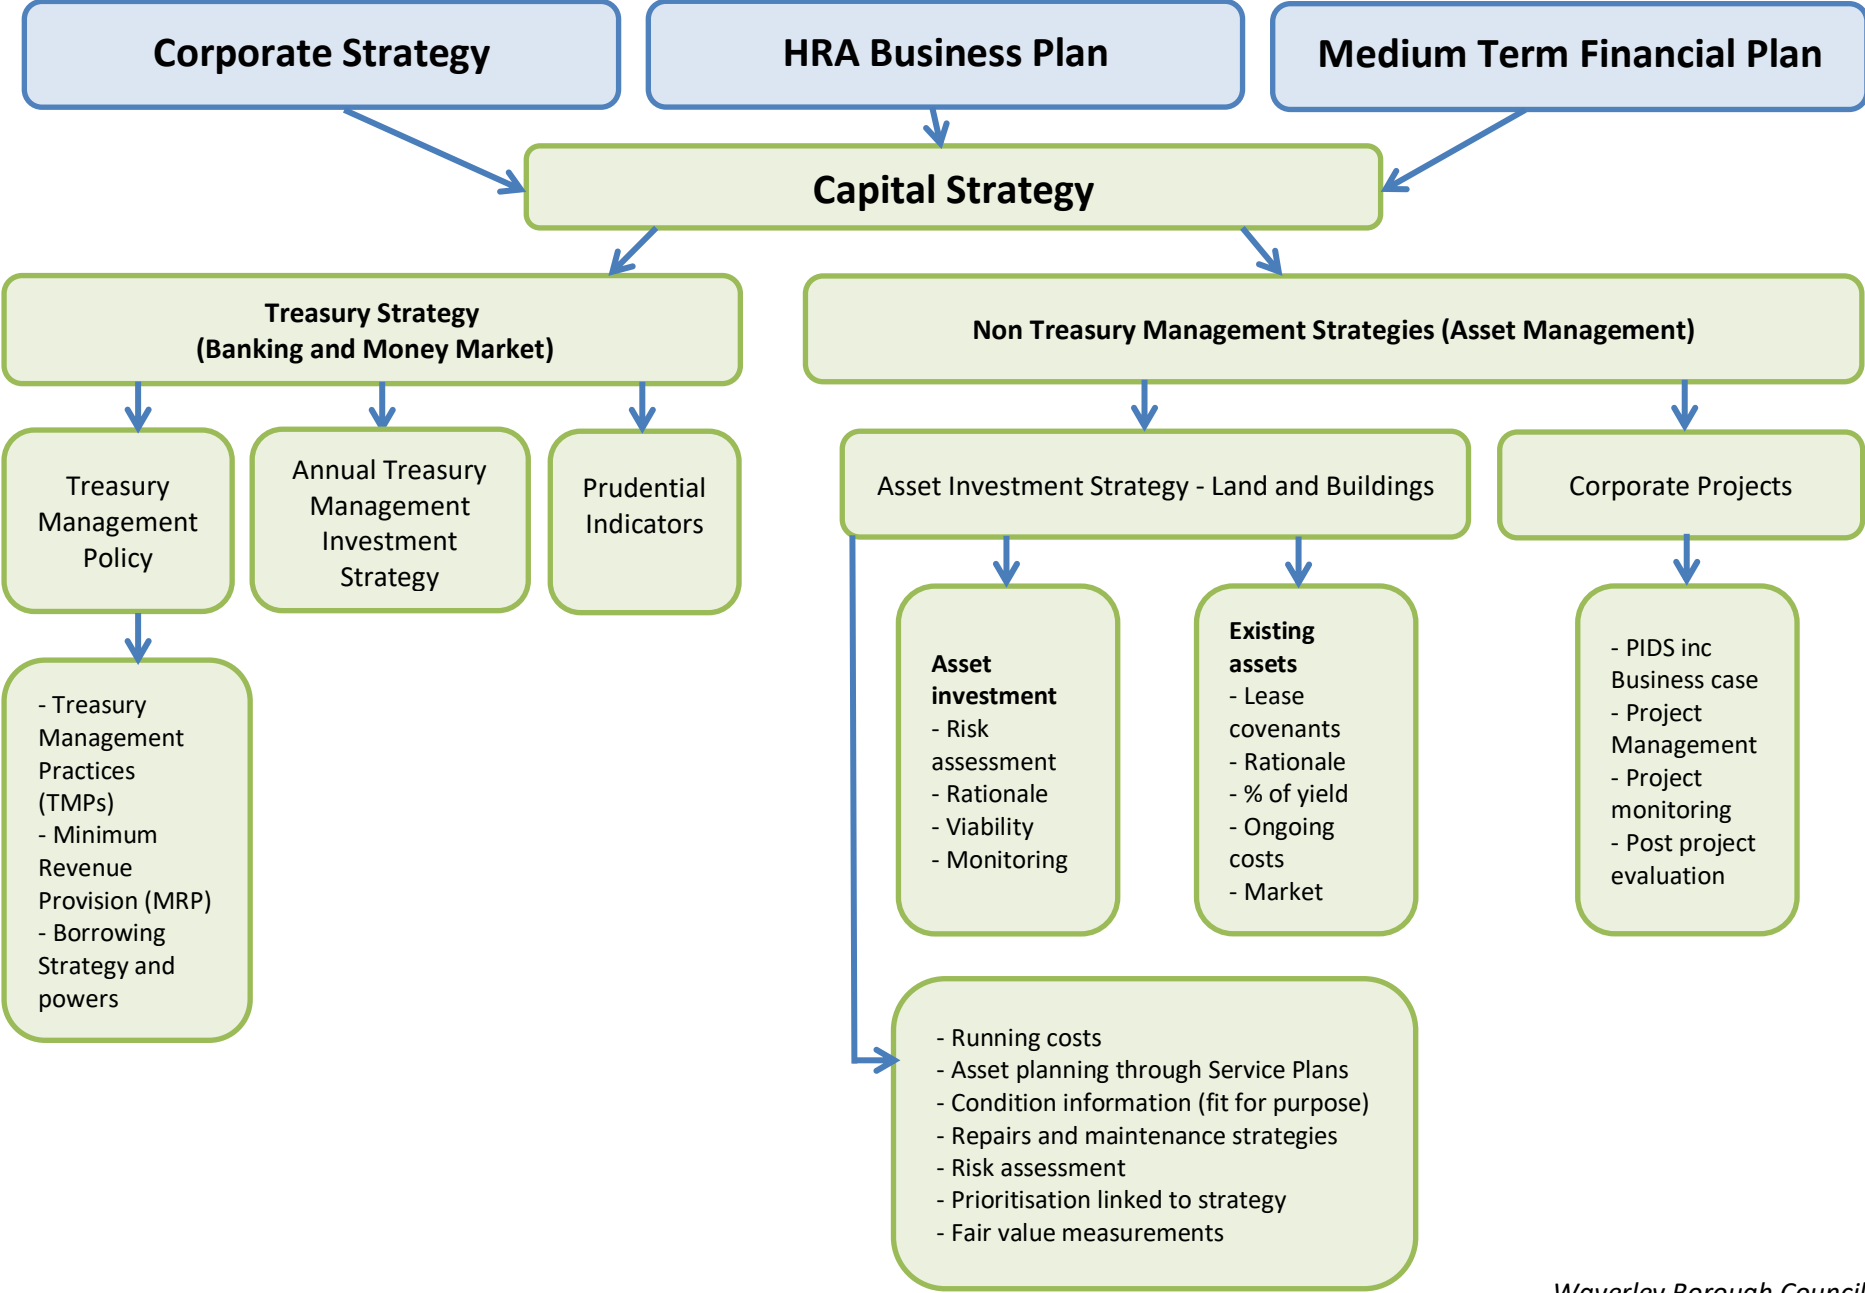 Corporate Strategy
HRA Business Plan
Medium Term Financial Plan
Capital Strategy
Treasury Strategy
(Banking and Money Market)
Non Treasury Management Strategies (Asset Management)
Treasury
Management
Policy
Annual Treasury
Management
Investment
Strategy
Prudential
Indicators
Asset Investment Strategy - Land and Buildings
Corporate Projects
- Treasury
Management
Practices
(TMPs)
- Minimum
Revenue
Provision (MRP)
- Borrowing
Strategy and
powers
Asset
investment
- Risk
assessment
- Rationale
- Viability
- Monitoring
Existing
assets
- Lease
covenants
- Rationale
- % of yield
- Ongoing
costs
- Market
- PIDS inc
Business case
- Project
Management
- Project
monitoring
- Post project
evaluation
- Running costs
- Asset planning through Service Plans
- Condition information (fit for purpose)
- Repairs and maintenance strategies
- Risk assessment
- Prioritisation linked to strategy
- Fair value measurements
Waverley Borough Council